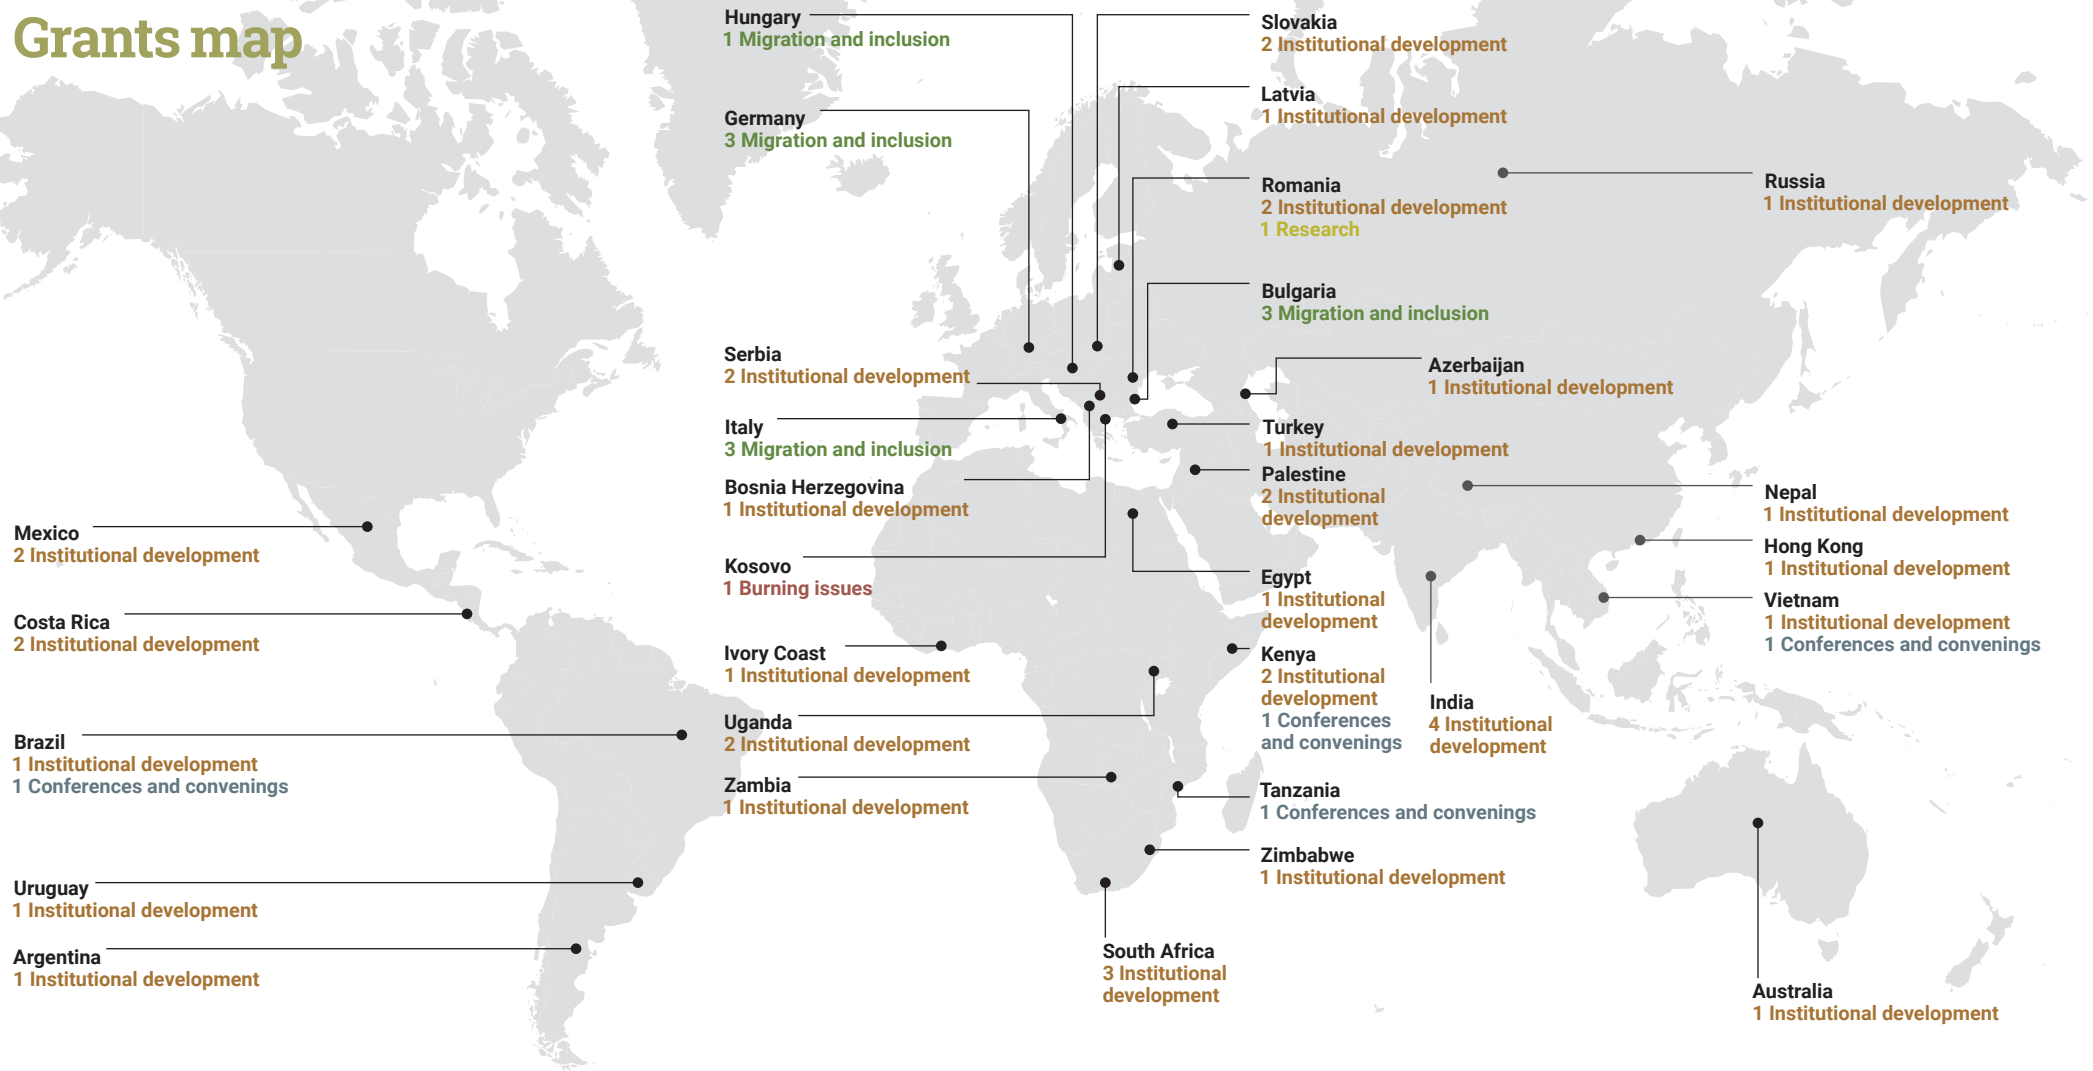 Grants map
Hungary
1 Migration and inclusion
Germany
3 Migration and inclusion
Serbia
2 Institutional development
Italy
3 Migration and inclusion
Bosnia Herzegovina
1 Institutional development
Kosovo
1 Burning issues
Ivory Coast
1 Institutional development
Uganda
2 Institutional development
Zambia
1 Institutional development
Mexico
2 Institutional development
Costa Rica
2 Institutional development
Brazil
1 Institutional development
1 Conferences and convenings
Uruguay
1 Institutional development
Argentina
1 Institutional development
Slovakia
2 Institutional development
Latvia
1 Institutional development
Romania
2 Institutional development
1 Research
Bulgaria
3 Migration and inclusion
Azerbaijan
1 Institutional development
Turkey
1 Institutional development
Palestine
2 Institutional
development
Egypt
1 Institutional
development
Kenya
2 Institutional
development
1 Conferences
and convenings
India
4 Institutional
development
Tanzania
1 Conferences and convenings
Zimbabwe
1 Institutional development
South Africa
3 Institutional
development
Russia
1 Institutional development
Nepal
1 Institutional development
Hong Kong
1 Institutional development
Vietnam
1 Institutional development
1 Conferences and convenings
Australia
1 Institutional development